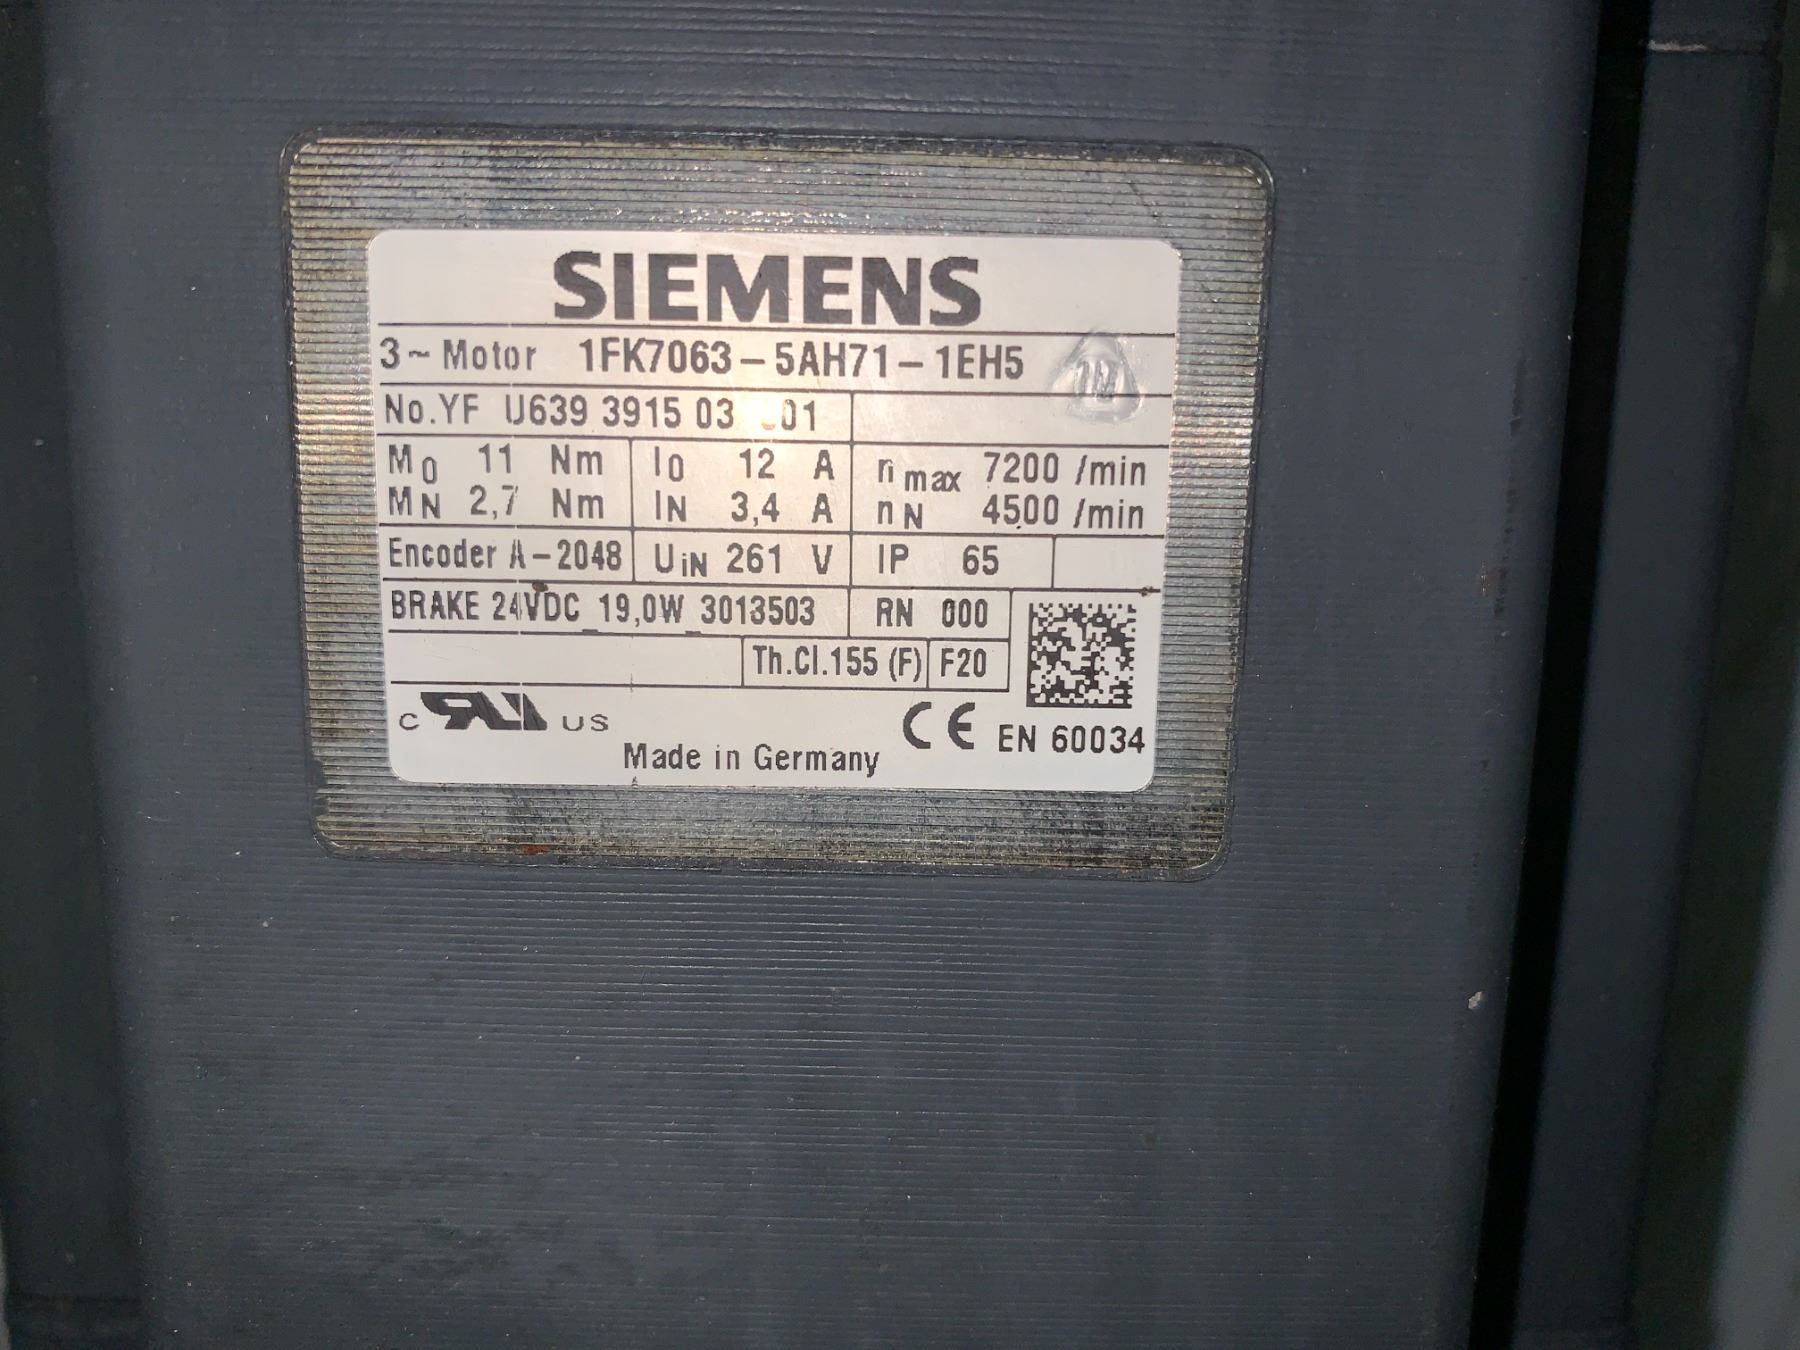 SIEMENS
3~Motor 1FK7063-5AH71-1EH5
No.YF U639 3915 03 01
M0 11 Nm I0 12 A nmax 7200 /min
MN 2,7 Nm IN 3,4 A nN 4500 /min
Encoder A-2048 UiN 261 V IP 65
BRAKE 24VDC 19,0W 3013503 RN 000
Th.Cl.155 (F) F20
c US
CE EN 60034
Made in Germany